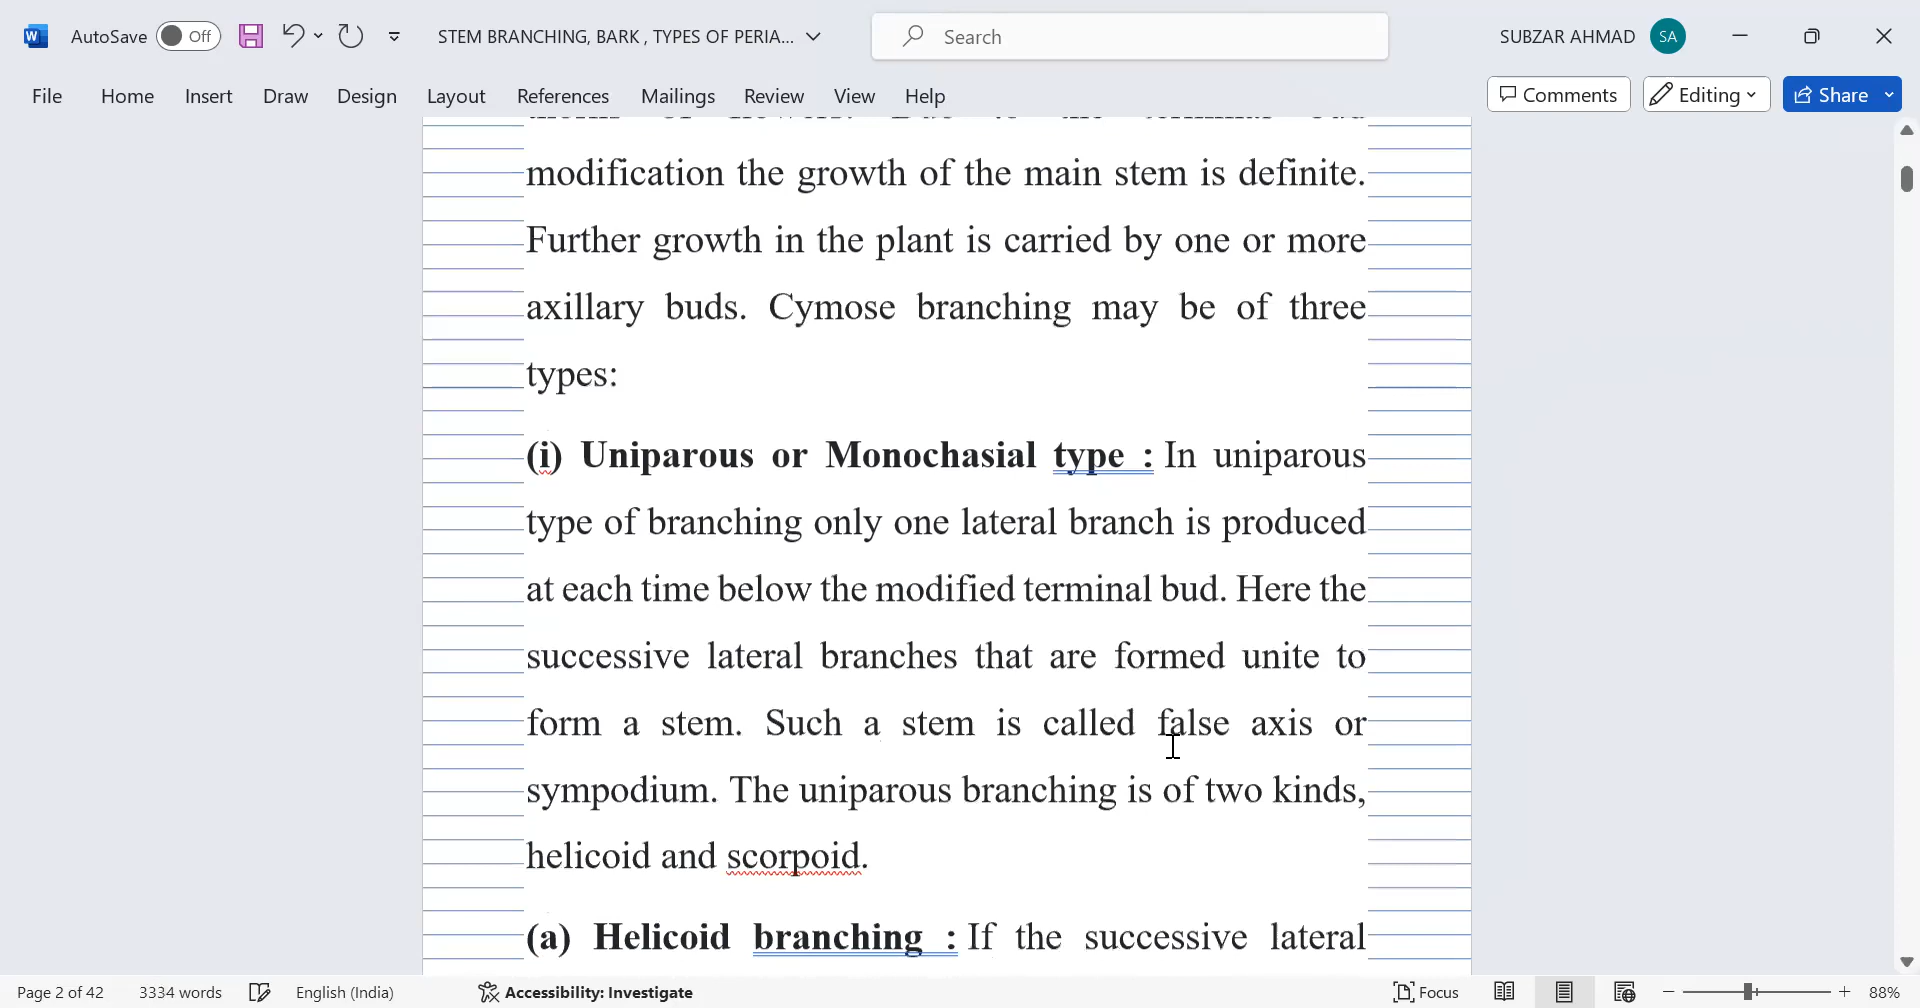 AutoSave Off STEM BRANCHING, BARK , TYPES OF PERIA... Search SUBZAR AHMAD SA
File Home Insert Draw Design Layout References Mailings Review View Help Comments Editing Share
modification the growth of the main stem is definite.
Further growth in the plant is carried by one or more
axillary buds. Cymose branching may be of three
types:
(i) Uniparous or Monochasial type : In uniparous
type of branching only one lateral branch is produced
at each time below the modified terminal bud. Here the
successive lateral branches that are formed unite to
form a stem. Such a stem is called false axis or
sympodium. The uniparous branching is of two kinds,
helicoid and scorpoid.
(a) Helicoid branching : If the successive lateral
Page 2 of 42 3334 words English (India) Accessibility: Investigate Focus 88%